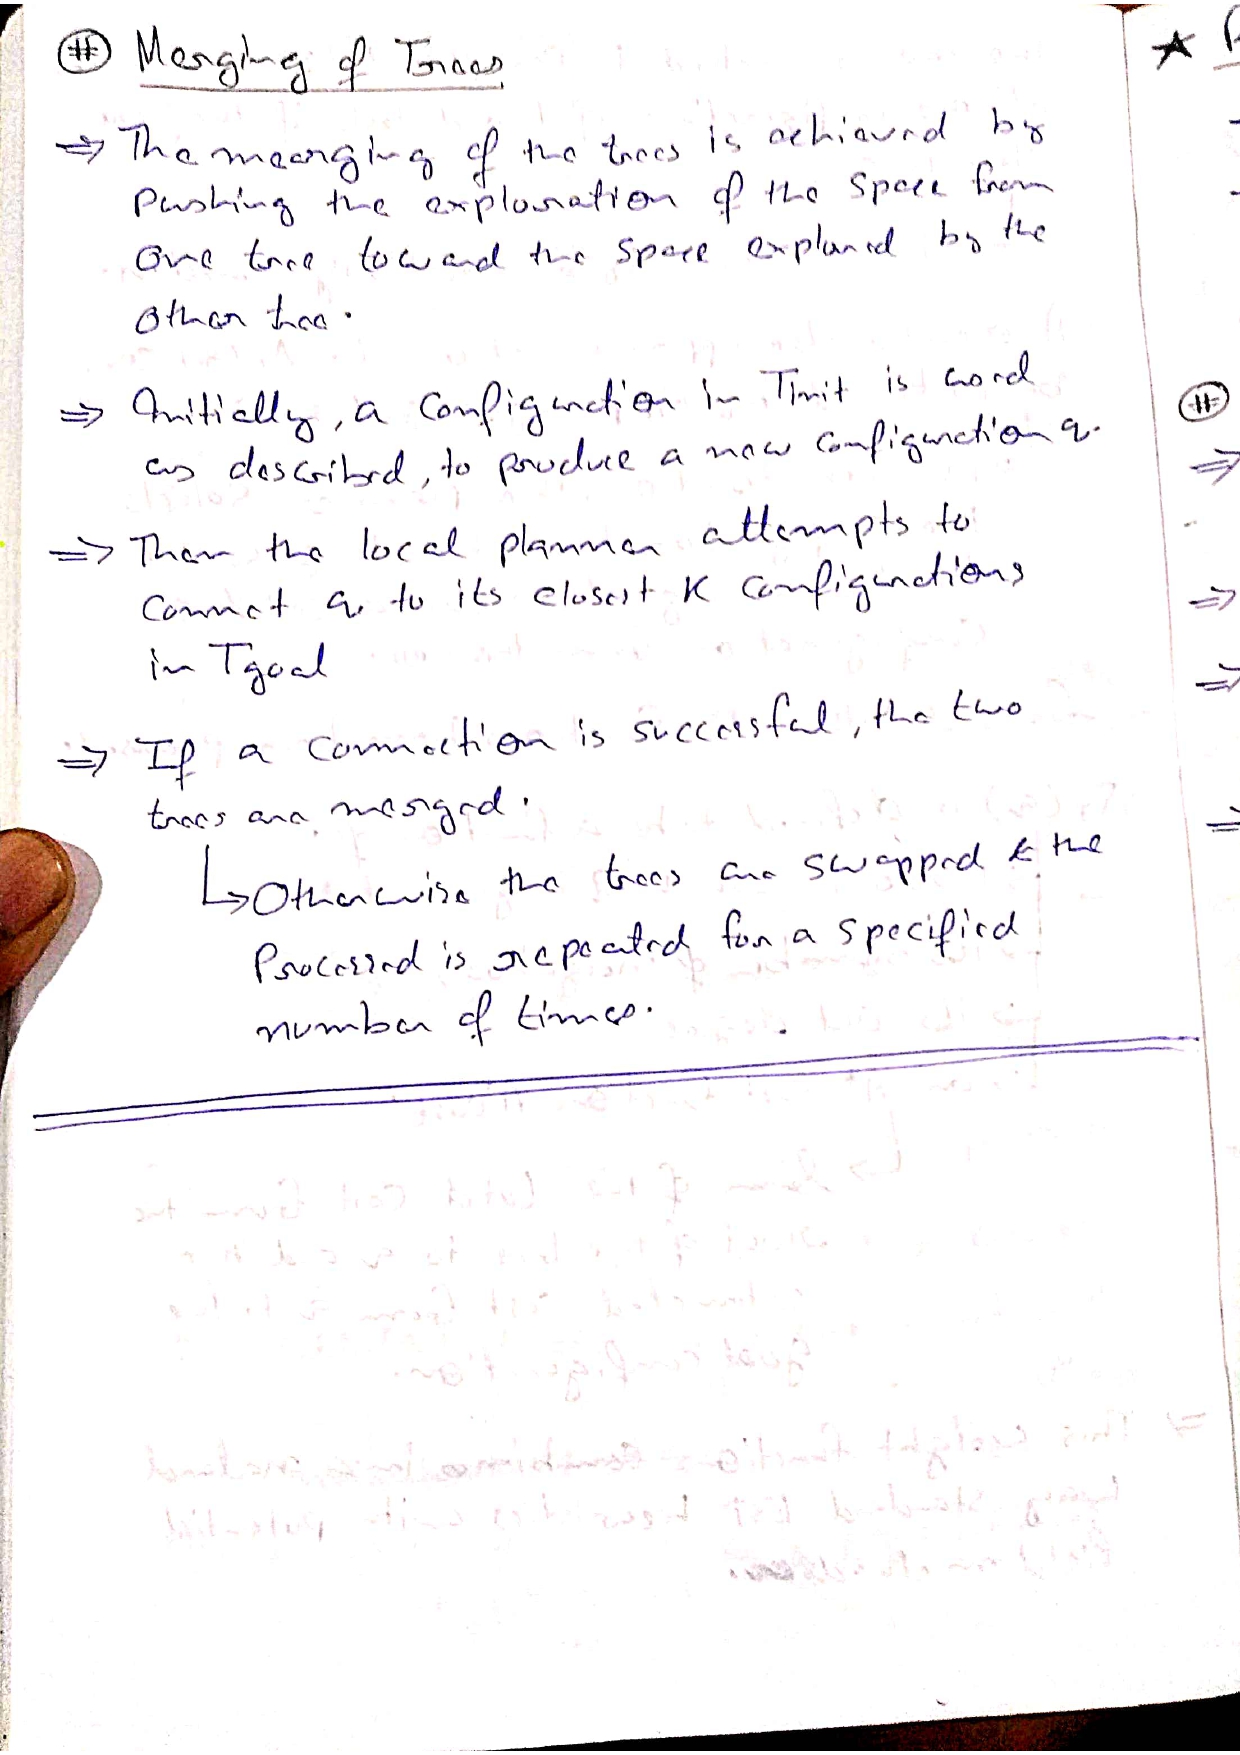 # Merging of Trees
⇒ The mearging of the trees is achieved by
Pushing the exploration of the space from
One tree toward the space explored by the
Other tree.
⇒ Initially, a Configuration in Tinit is used
as described, to produce a new configuration q.
⇒ Then the local planner attempts to
Connect q to its closest K Configurations
in Tgoal
⇒ If a Connection is successful, the two
trees are merged.
↳ Otherwise the trees are swapped & the
Processed is repeated for a specified
number of times.